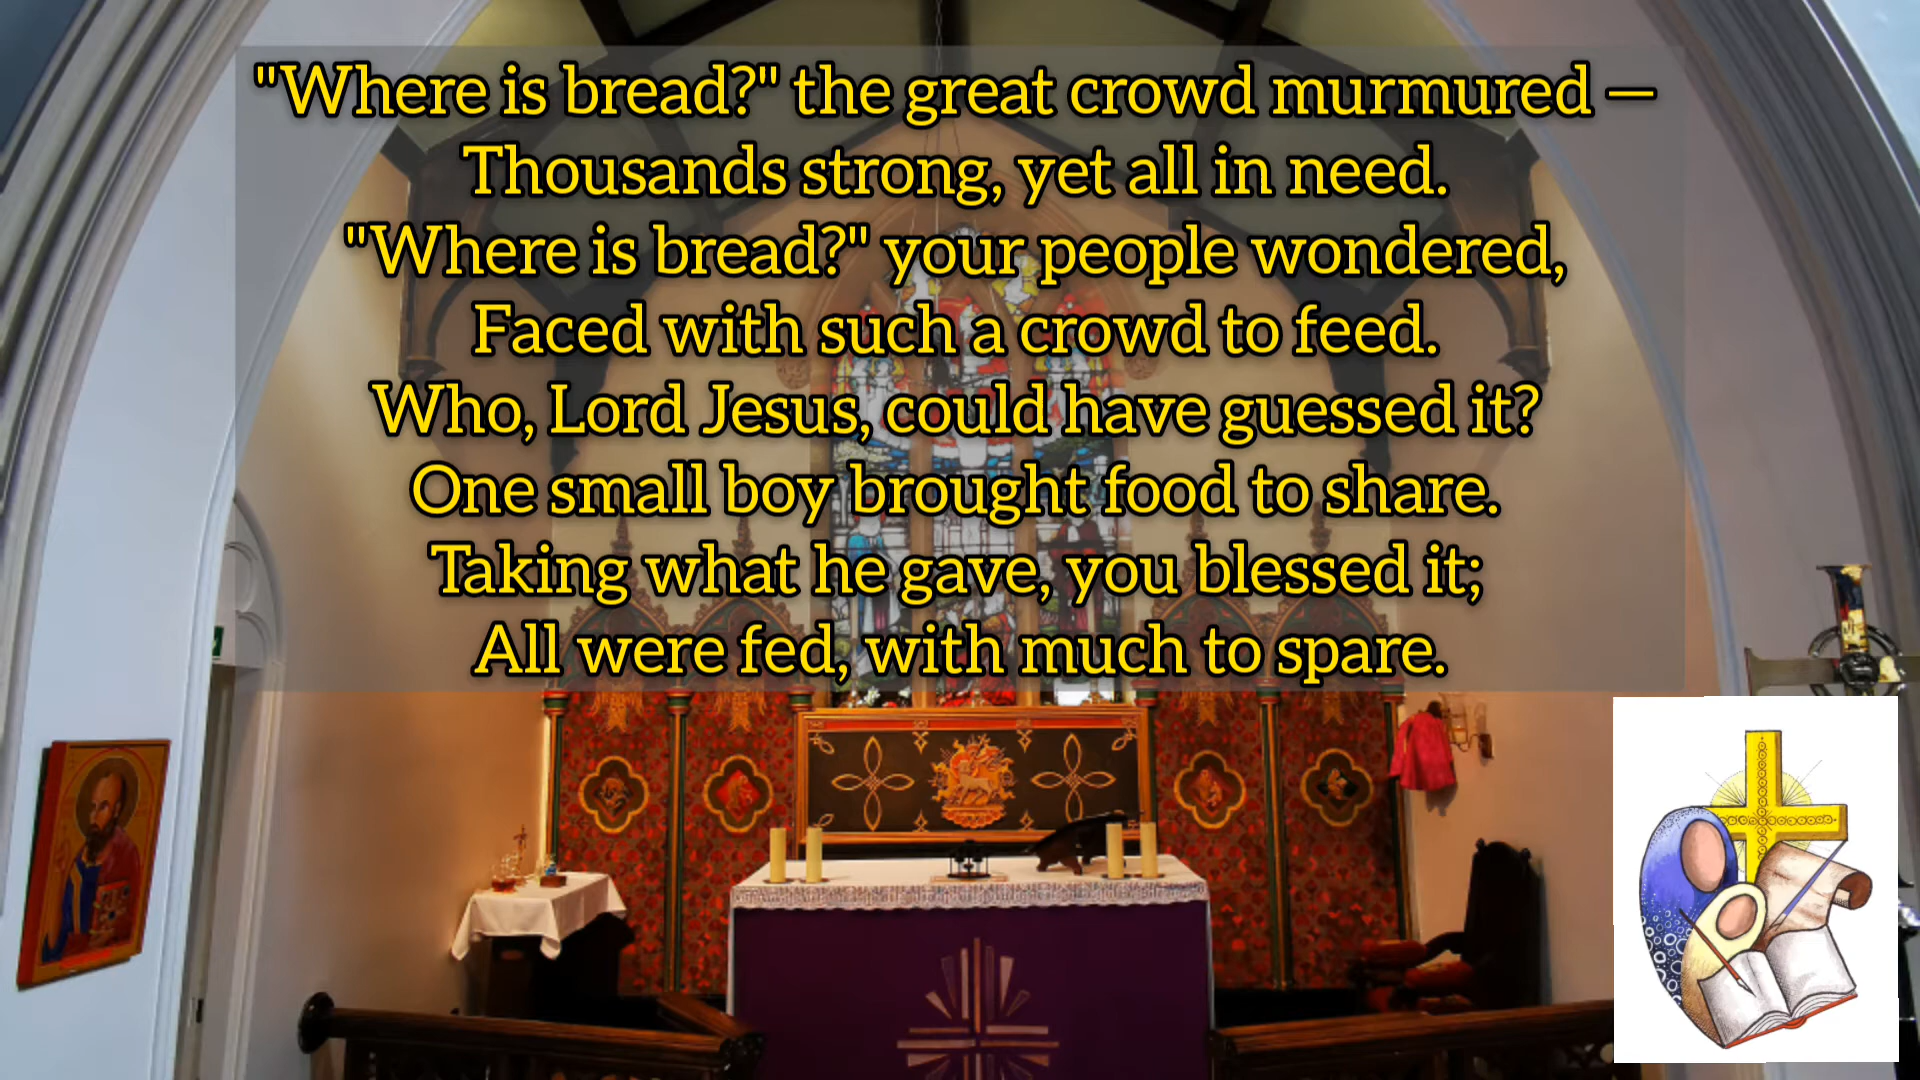 "Where is bread?" the great crowd murmured —
Thousands strong, yet all in need.
"Where is bread?" your people wondered,
Faced with such a crowd to feed.
Who, Lord Jesus, could have guessed it?
One small boy brought food to share.
Taking what he gave, you blessed it;
All were fed, with much to spare.